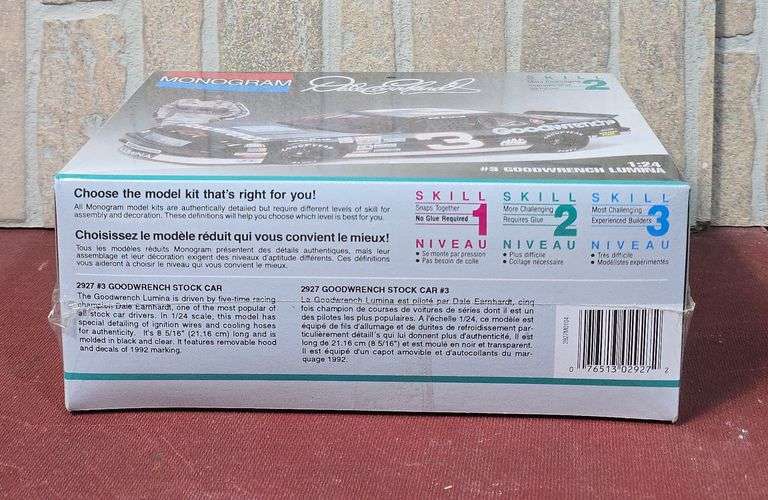 MONOGRAM
Dale Earnhardt
SKILL
More Challenging
2
3
GOODWRENCH
GOODYEAR
1:24
#3 GOODWRENCH LUMINA
Choose the model kit that's right for you!
All Monogram model kits are authentically detailed but require different levels of skill for
assembly and decoration. These definitions will help you choose which level is best for you.
Choisissez le modèle réduit qui vous convient le mieux!
Tous les modèles réduits Monogram présentent des détails authentiques, mais leur
assemblage et leur décoration exigent des niveaux d'aptitude différents. Ces définitions
vous aideront à choisir le niveau qui vous convient le mieux.
SKILL
Snaps Together
No Glue Required
1
NIVEAU
• Se monte par pression
• Pas besoin de colle
SKILL
More Challenging
Requires Glue
2
NIVEAU
• Plus difficile
• Collage nécessaire
SKILL
Most Challenging
Experienced Builders
3
NIVEAU
• Très difficile
• Modélistes expérimentés
2927 #3 GOODWRENCH STOCK CAR
The Goodwrench Lumina is driven by five-time racing
champion Dale Earnhardt, one of the most popular of
all stock car drivers. In 1/24 scale, this model has
special detailing of ignition wires and cooling hoses
for authenticity. It's 8.5/16" (21.16 cm) long and is
molded in black and clear. It features removable hood
and decals of 1992 marking.
2927 GOODWRENCH STOCK CAR #3
La Goodwrench Lumina est piloté par Dale Earnhardt, cinq
fois champion de courses de voitures de séries dont il est un
des pilotes les plus populaires. A l'échelle 1/24, ce modèle est
équipé de fils d'allumage et de durites de refroidissement par-
ticulièrement détaillés qui lui donnent plus d'authenticité. Il est
long de 21.16 cm (8 5/16") et est moulé en noir et transparent.
Il est équipé d'un capot amovible et d'autocollants du mar-
quage 1992.
0 76513 02927 2